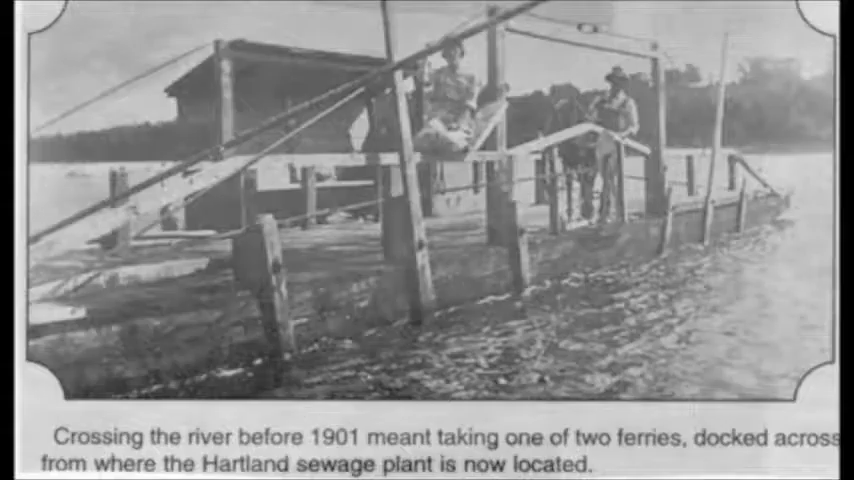 Crossing the river before 1901 meant taking one of two ferries, docked across
from where the Hartland sewage plant is now located.